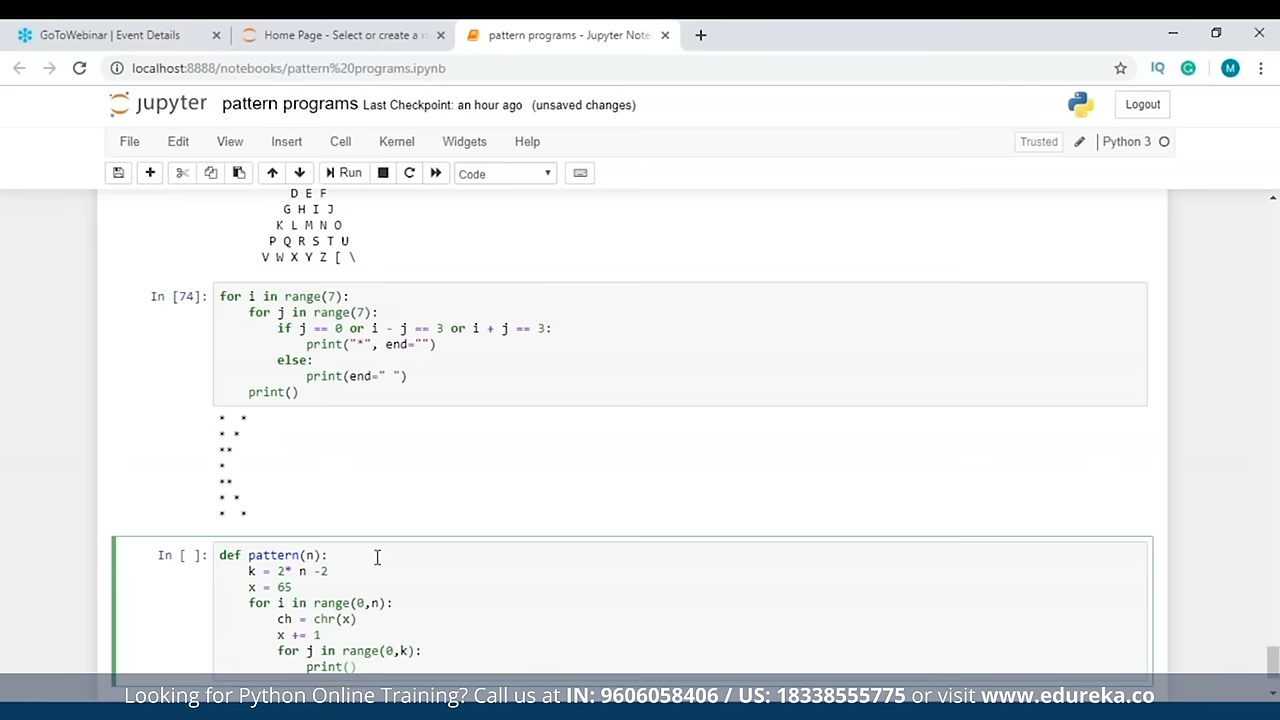 GoToWebinar | Event Details
Home Page - Select or create a n
pattern programs - Jupyter Note
localhost:8888/notebooks/pattern%20programs.ipynb
IQ
G
M
jupyter pattern programs Last Checkpoint: an hour ago (unsaved changes)
Logout
File Edit View Insert Cell Kernel Widgets Help
Trusted
Python 3
Run
Code
D E F
G H I J
K L M N O
P Q R S T U
V W X Y Z [ \
In [74]:
for i in range(7):
    for j in range(7):
        if j == 0 or i - j == 3 or i + j == 3:
            print("*", end="")
        else:
            print(end=" ")
    print()
*  *
* *
**
*
**
* *
*  *
In [ ]:
def pattern(n):
    k = 2* n -2
    x = 65
    for i in range(0,n):
        ch = chr(x)
        x += 1
        for j in range(0,k):
            print()
Looking for Python Online Training? Call us at IN: 9606058406 / US: 18338555775 or visit www.edureka.co